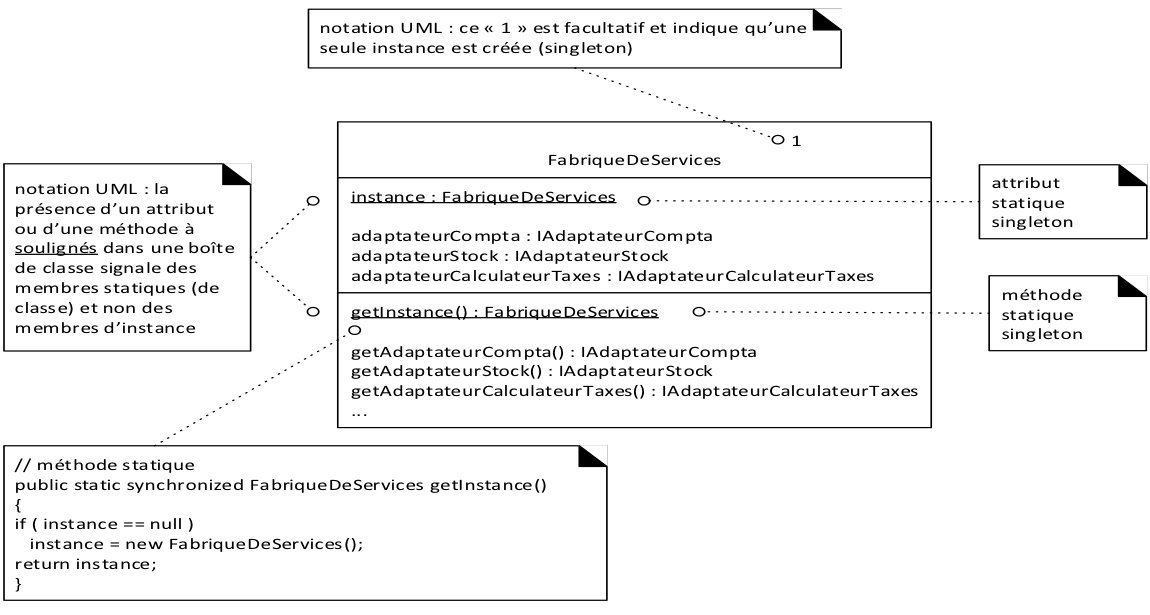 notation UML : ce « 1 » est facultatif et indique qu’une
seule instance est créée (singleton)
1
FabriqueDeServices
notation UML : la
présence d’un attribut
ou d’une méthode à
soulignés dans une boîte
de classe signale des
membres statiques (de
classe) et non des
membres d’instance
instance : FabriqueDeServices
adaptateurCompta : IAdaptateurCompta
adaptateurStock : IAdaptateurStock
adaptateurCalculateurTaxes : IAdaptateurCalculateurTaxes
attribut
statique
singleton
getInstance() : FabriqueDeServices
getAdaptateurCompta() : IAdaptateurCompta
getAdaptateurStock() : IAdaptateurStock
getAdaptateurCalculateurTaxes() : IAdaptateurCalculateurTaxes
...
méthode
statique
singleton
// méthode statique
public static synchronized FabriqueDeServices getInstance()
{
if ( instance == null )
instance = new FabriqueDeServices();
return instance;
}